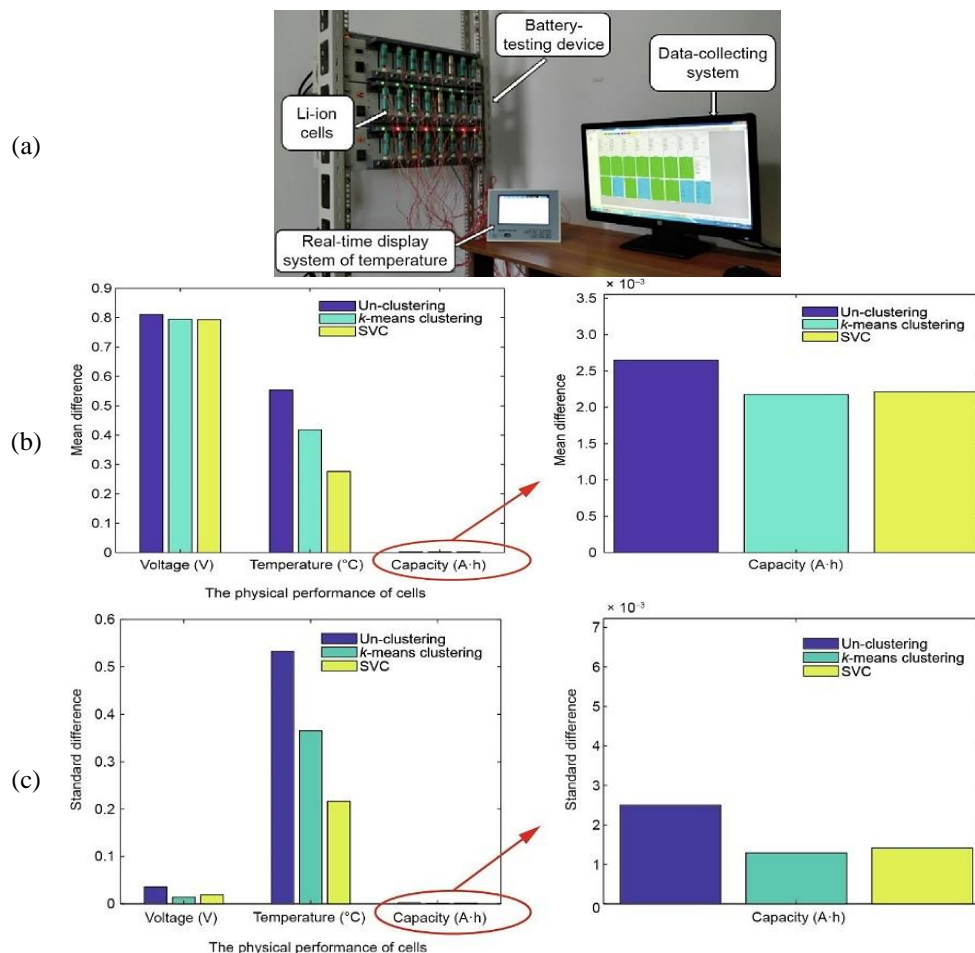 (a)
Battery-
testing device
Data-collecting
system
Li-ion
cells
Real-time display
system of temperature
(b)
0.9
0.8
0.7
0.6
0.5
0.4
0.3
0.2
0.1
0
Mean difference
Un-clustering
k-means clustering
SVC
Voltage (V)
Temperature (°C)
Capacity (A·h)
The physical performance of cells
× 10⁻³
3.5
3.0
2.5
2.0
1.5
1.0
0.5
0
Mean difference
Un-clustering
k-means clustering
SVC
Capacity (A·h)
(c)
0.6
0.5
0.4
0.3
0.2
0.1
0
Standard difference
Un-clustering
k-means clustering
SVC
Voltage (V)
Temperature (°C)
Capacity (A·h)
The physical performance of cells
× 10⁻³
7
6
5
4
3
2
1
0
Standard difference
Un-clustering
k-means clustering
SVC
Capacity (A·h)